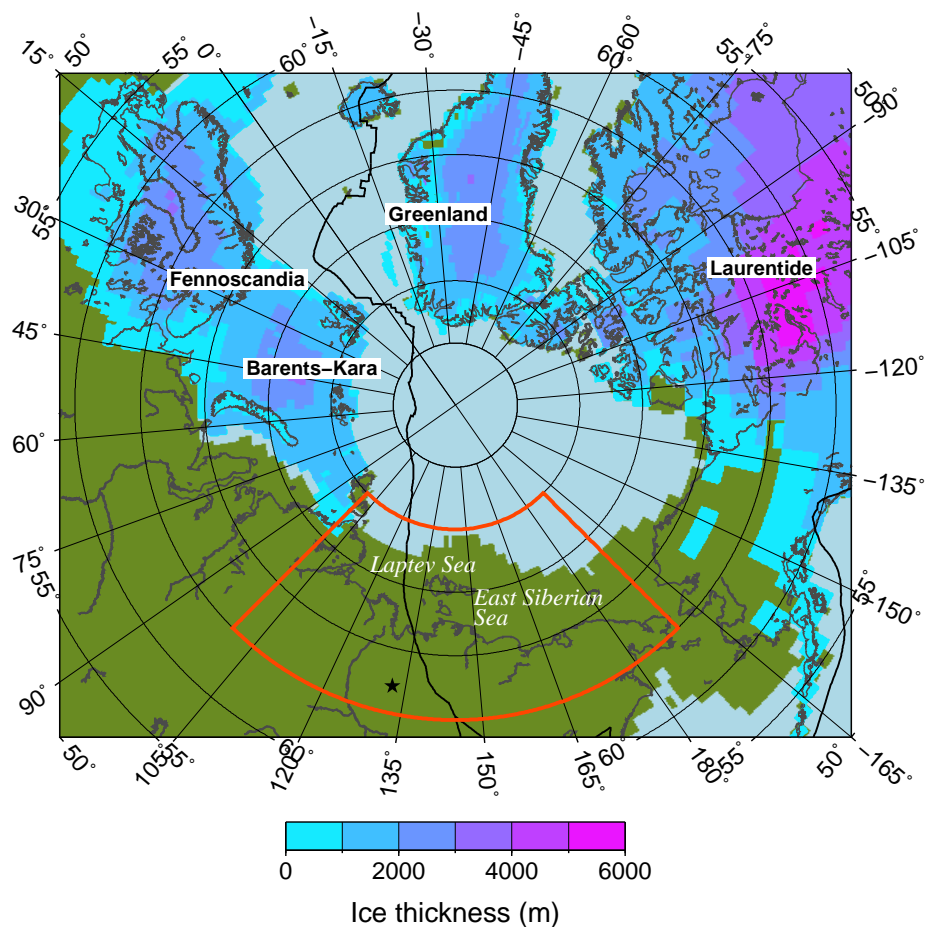 15° 50° 55° 0° 60° −15° −30° −45° 60° −60° 55° −75° 50° −90°
30° 55° −105°
45° −120°
60° −135°
75° 55° 55° −150°
90°
50° 105° 55° 120° 60° 135° 150° 165° 60° 180° 55° 50° −165°
Greenland
Laurentide
Fennoscandia
Barents−Kara
Laptev Sea
East Siberian
Sea
0 2000 4000 6000
Ice thickness (m)